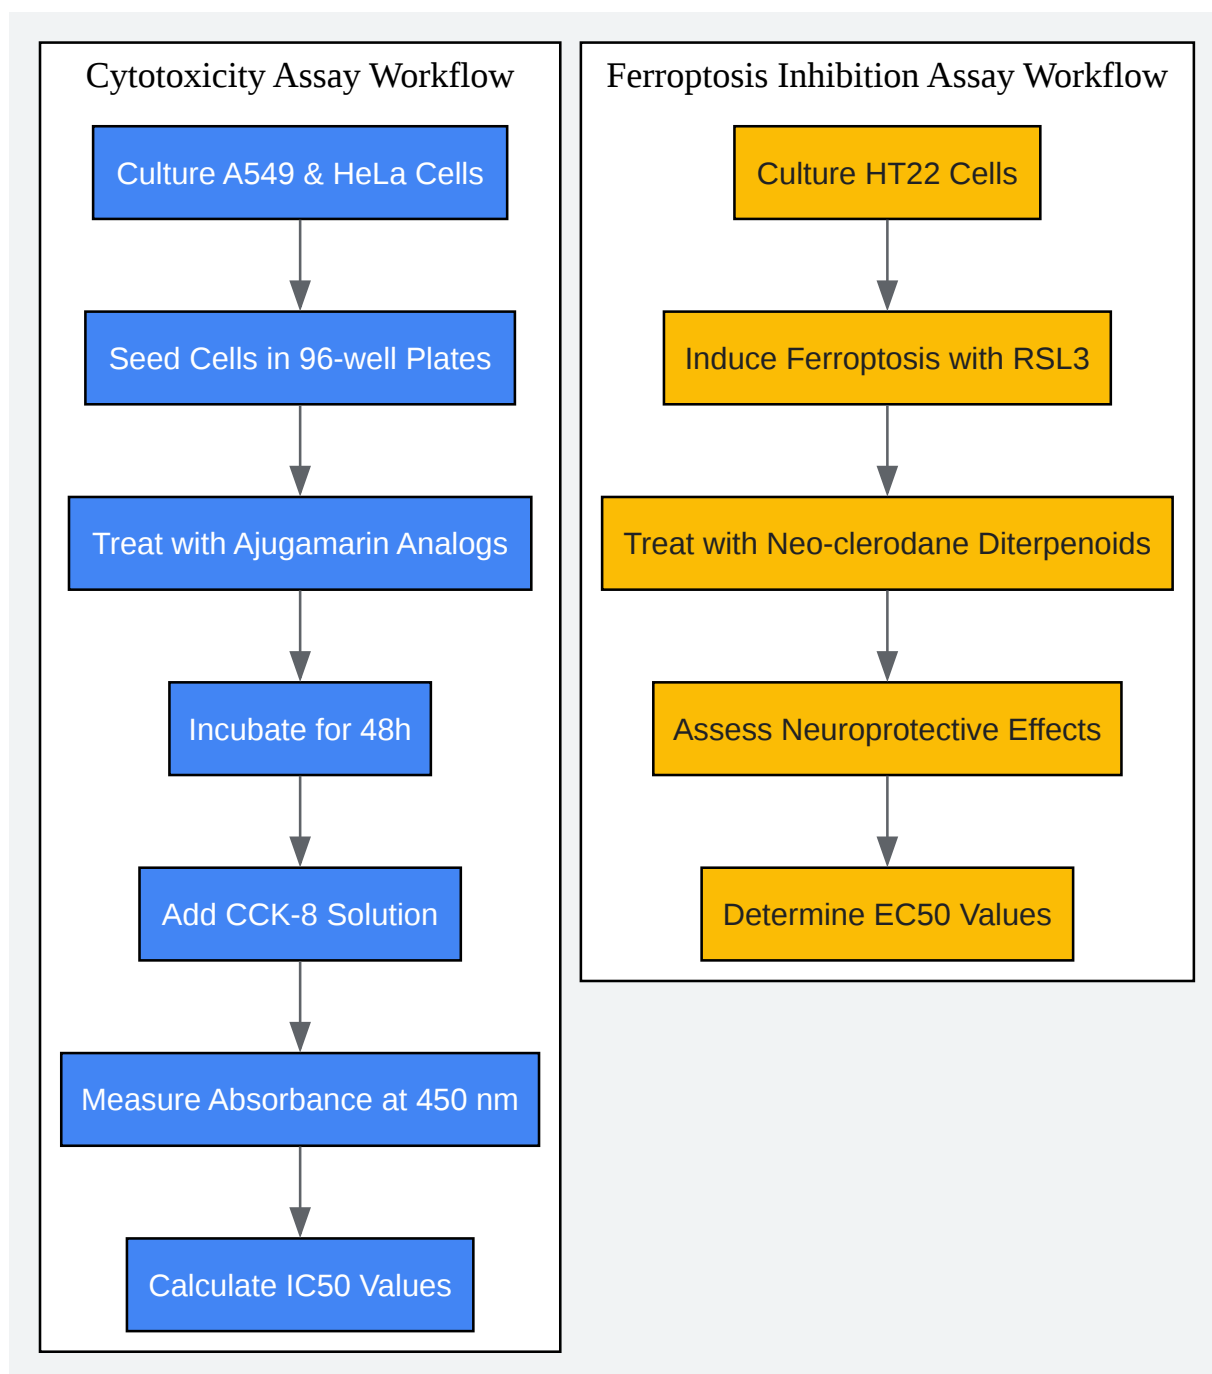 Cytotoxicity Assay Workflow
Culture A549 & HeLa Cells
Seed Cells in 96-well Plates
Treat with Ajugamarin Analogs
Incubate for 48h
Add CCK-8 Solution
Measure Absorbance at 450 nm
Calculate IC50 Values
Ferroptosis Inhibition Assay Workflow
Culture HT22 Cells
Induce Ferroptosis with RSL3
Treat with Neo-clerodane Diterpenoids
Assess Neuroprotective Effects
Determine EC50 Values